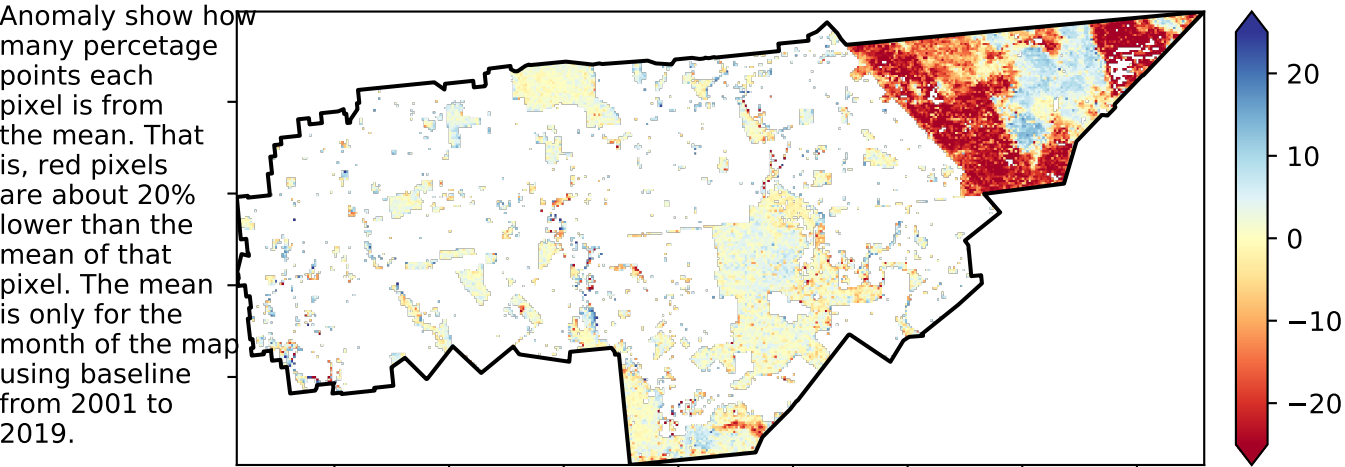 Anomaly show how
many percetage
points each
pixel is from
the mean. That
is, red pixels
are about 20%
lower than the
mean of that
pixel. The mean
is only for the
month of the map
using baseline
from 2001 to
2019.
20
10
0
−10
−20